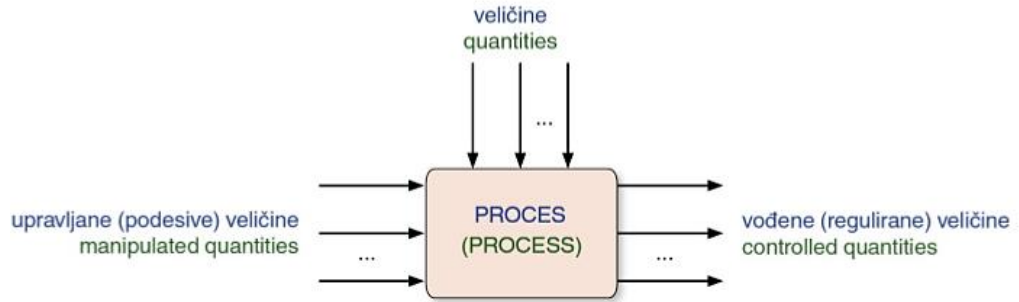 veličine
quantities
...
upravljane (podesive) veličine
manipulated quantities
...
PROCES
(PROCESS)
...
vođene (regulirane) veličine
controlled quantities